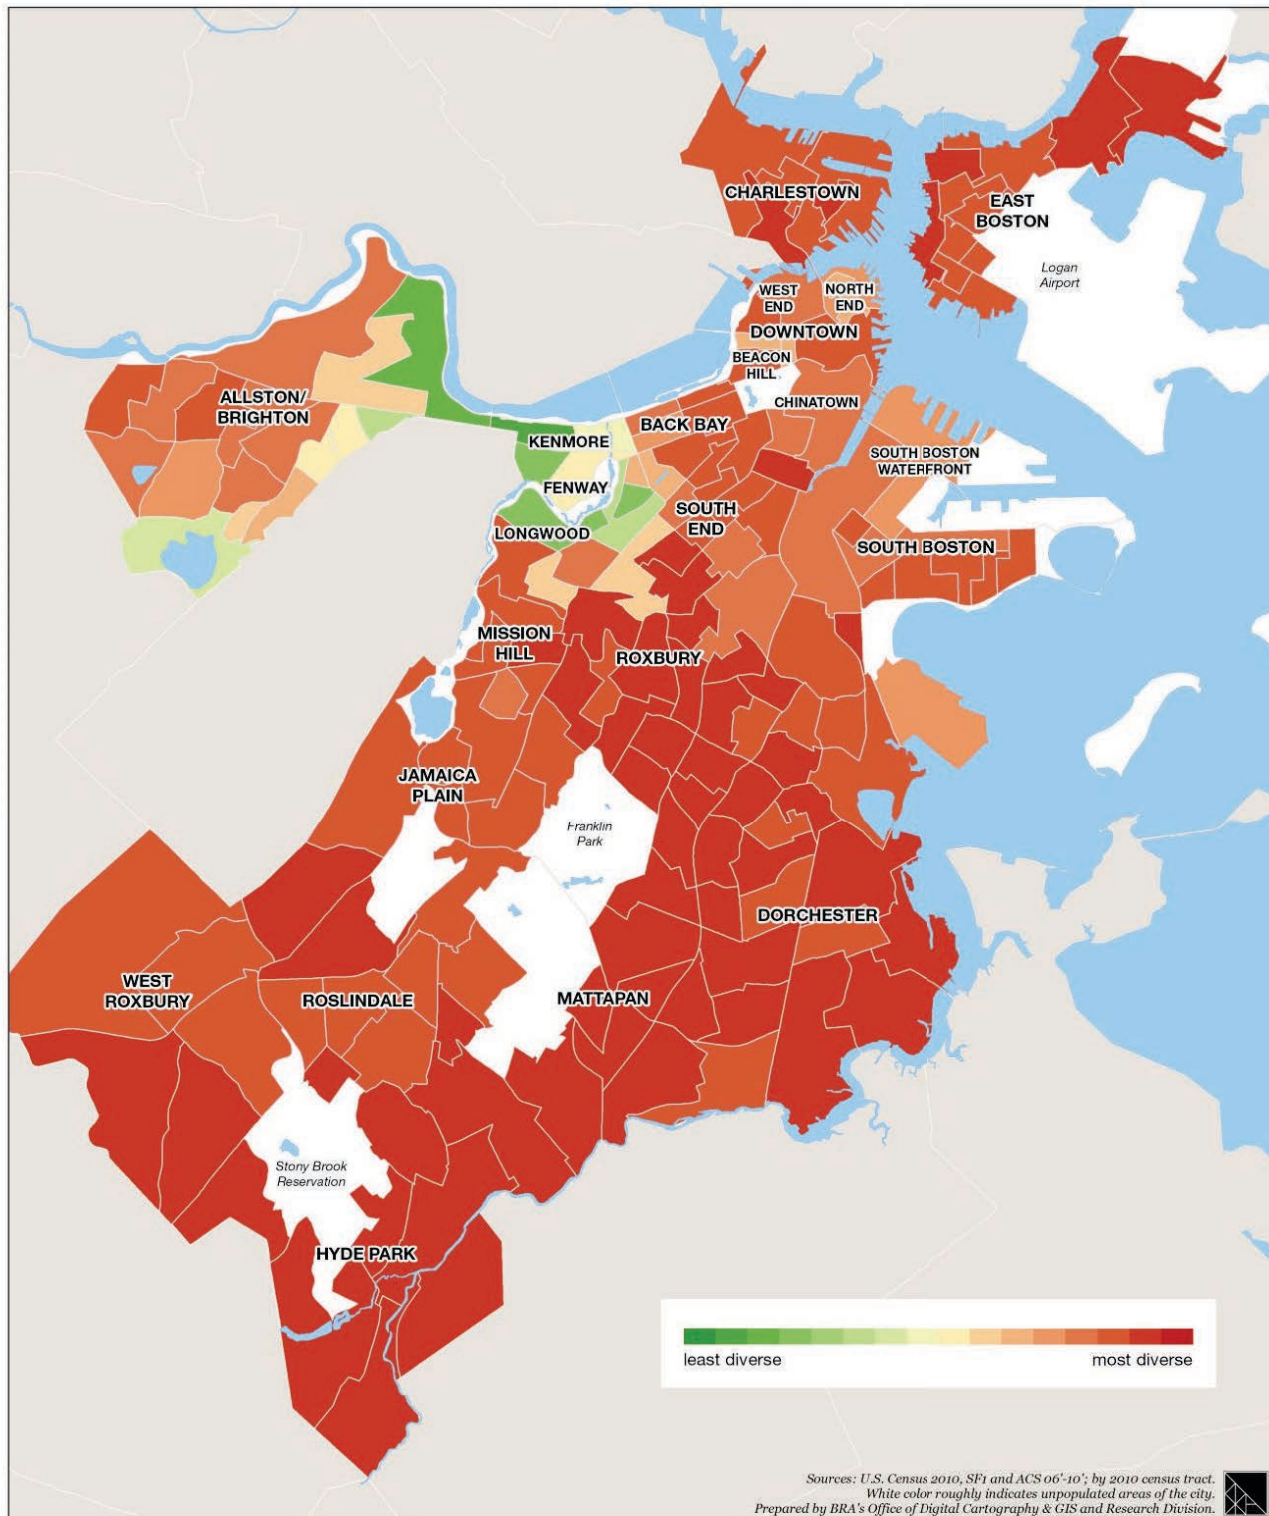 CHARLESTOWN
EAST
BOSTON
Logan
Airport
WEST
END
NORTH
END
DOWNTOWN
BEACON
HILL
CHINATOWN
ALLSTON/
BRIGHTON
BACK BAY
KENMORE
SOUTH BOSTON
WATERFRONT
FENWAY
SOUTH
END
LONGWOOD
SOUTH BOSTON
MISSION
HILL
ROXBURY
JAMAICA
PLAIN
Franklin
Park
DORCHESTER
WEST
ROXBURY
ROSLINDALE
MATTAPAN
Stony Brook
Reservation
HYDE PARK
least diverse
most diverse
Sources: U.S. Census 2010, SF1 and ACS 06'-10'; by 2010 census tract.
White color roughly indicates unpopulated areas of the city.
Prepared by BRA's Office of Digital Cartography & GIS and Research Division.